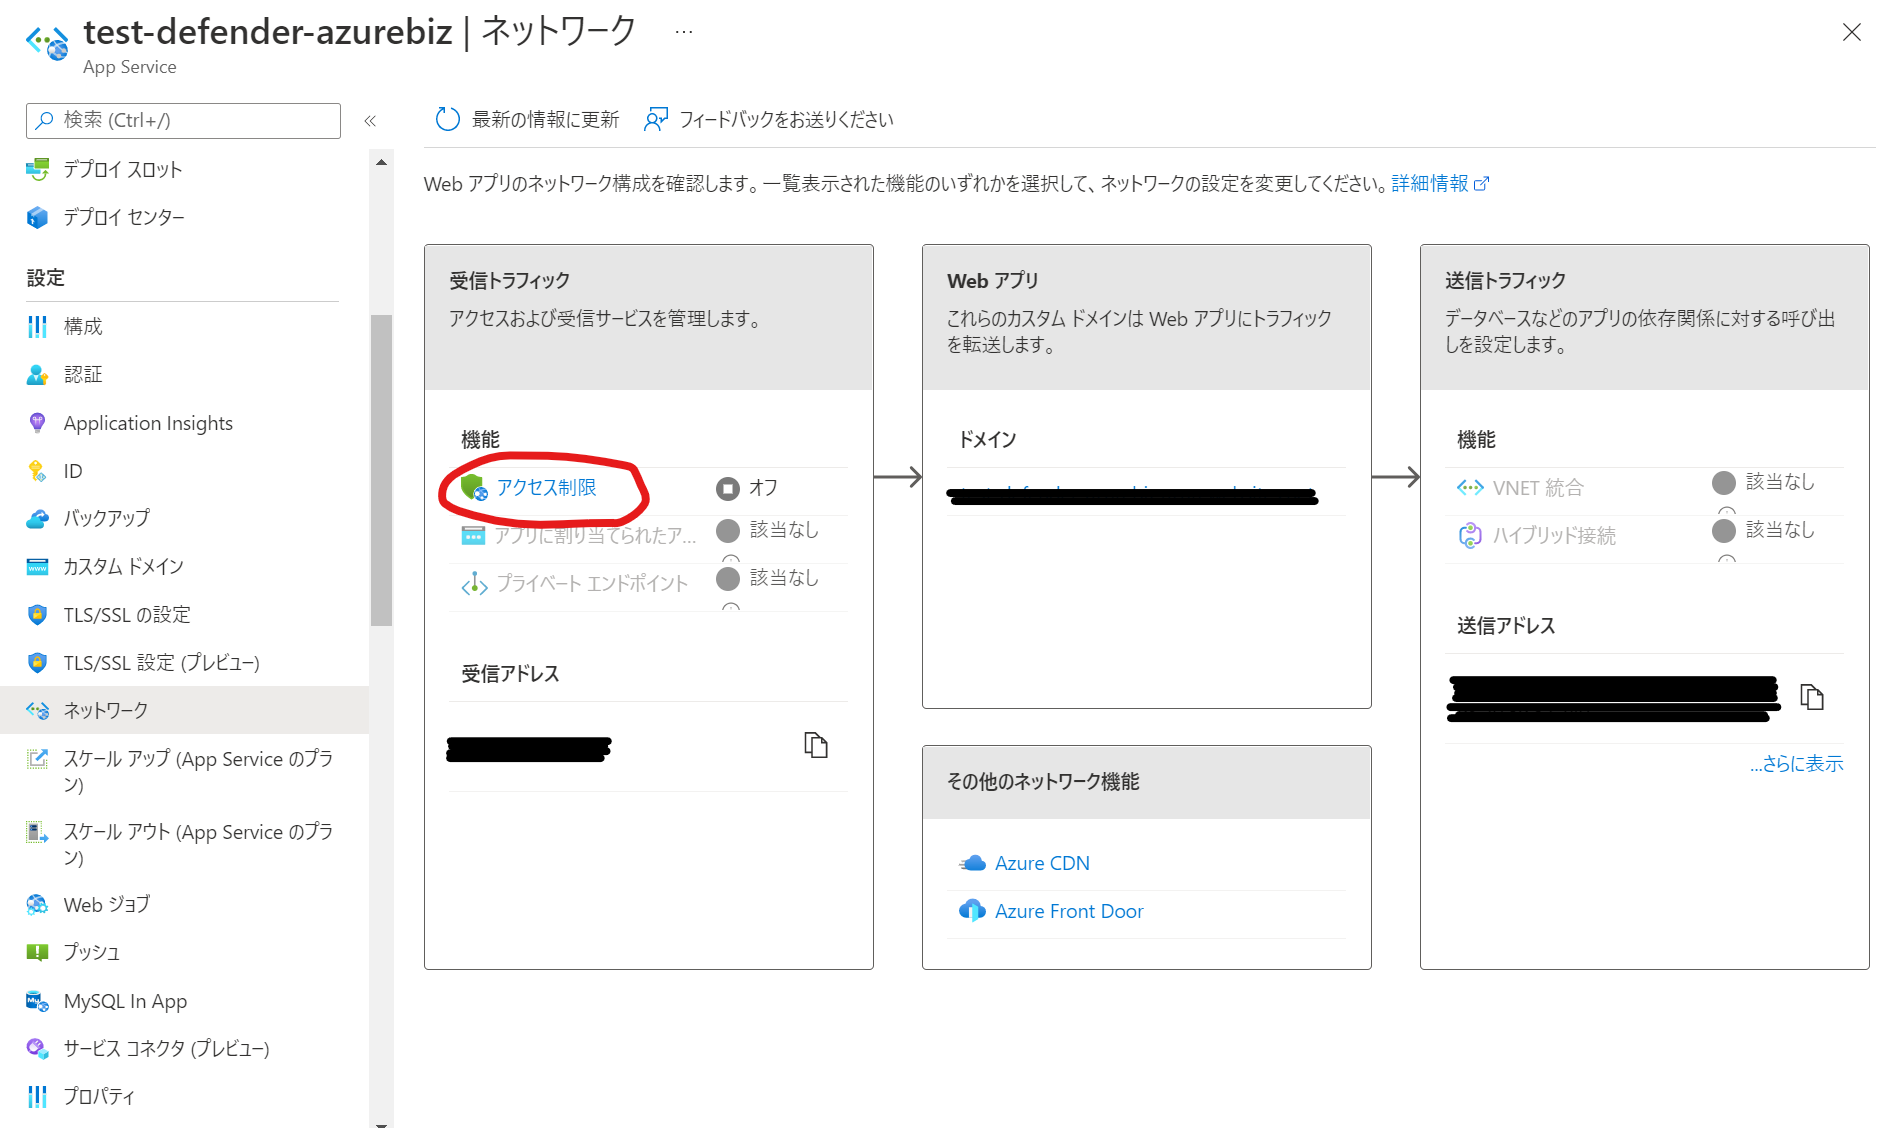 test-defender-azurebiz | ネットワーク ...
App Service
検索 (Ctrl+/)
デプロイ スロット
デプロイ センター
設定
構成
認証
Application Insights
ID
バックアップ
カスタム ドメイン
TLS/SSL の設定
TLS/SSL 設定 (プレビュー)
ネットワーク
スケール アップ (App Service のプラ
ン)
スケール アウト (App Service のプラ
ン)
Web ジョブ
プッシュ
MySQL In App
サービス コネクタ (プレビュー)
プロパティ
最新の情報に更新
フィードバックをお送りください
Web アプリのネットワーク構成を確認します。一覧表示された機能のいずれかを選択して、ネットワークの設定を変更してください。詳細情報
受信トラフィック
アクセスおよび受信サービスを管理します。
機能
アクセス制限 オフ
アプリに割り当てられたア... 該当なし
プライベート エンドポイント 該当なし
受信アドレス
Web アプリ
これらのカスタム ドメインは Web アプリにトラフィック
を転送します。
ドメイン
その他のネットワーク機能
Azure CDN
Azure Front Door
送信トラフィック
データベースなどのアプリの依存関係に対する呼び出
しを設定します。
機能
VNET 統合 該当なし
ハイブリッド接続 該当なし
送信アドレス
...さらに表示